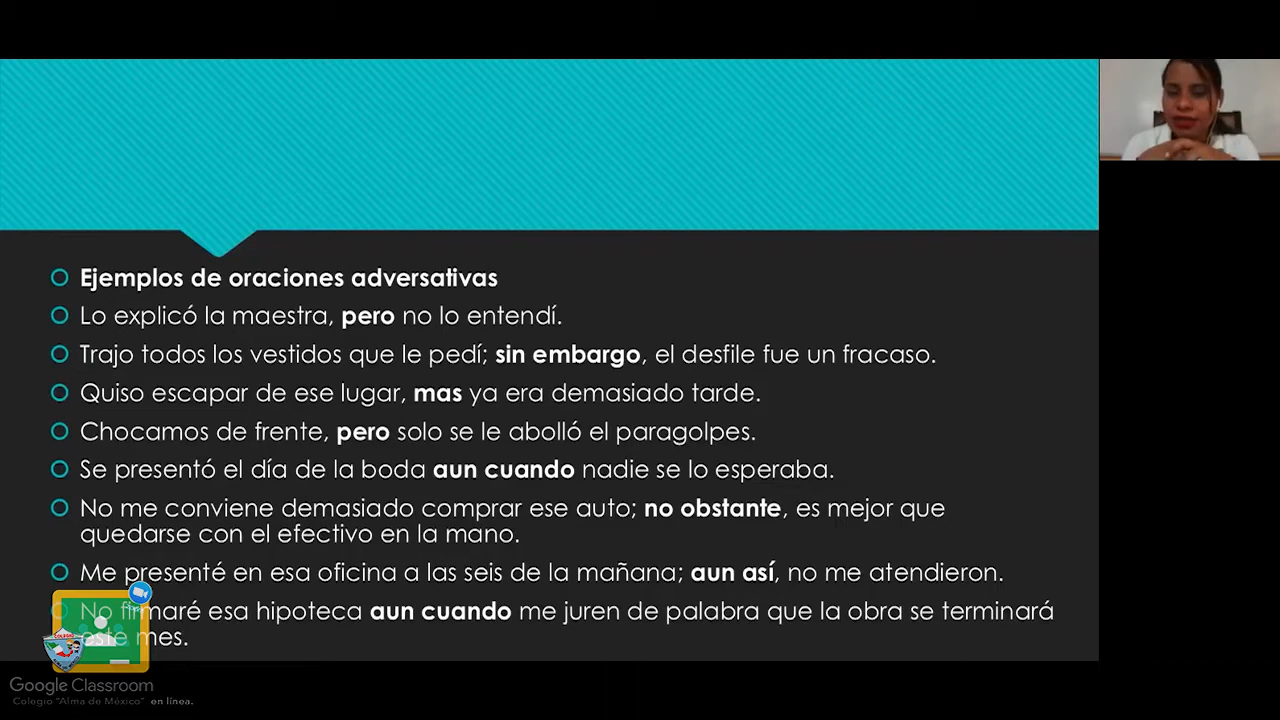 Ejemplos de oraciones adversativas
Lo explicó la maestra, pero no lo entendí.
Trajo todos los vestidos que le pedí; sin embargo, el desfile fue un fracaso.
Quiso escapar de ese lugar, mas ya era demasiado tarde.
Chocamos de frente, pero solo se le abolló el paragolpes.
Se presentó el día de la boda aun cuando nadie se lo esperaba.
No me conviene demasiado comprar ese auto; no obstante, es mejor que
quedarse con el efectivo en la mano.
Me presenté en esa oficina a las seis de la mañana; aun así, no me atendieron.
No firmaré esa hipoteca aun cuando me juren de palabra que la obra se terminará
este mes.
COLEGIO
Google Classroom
Colegio "Alma de México" en línea.